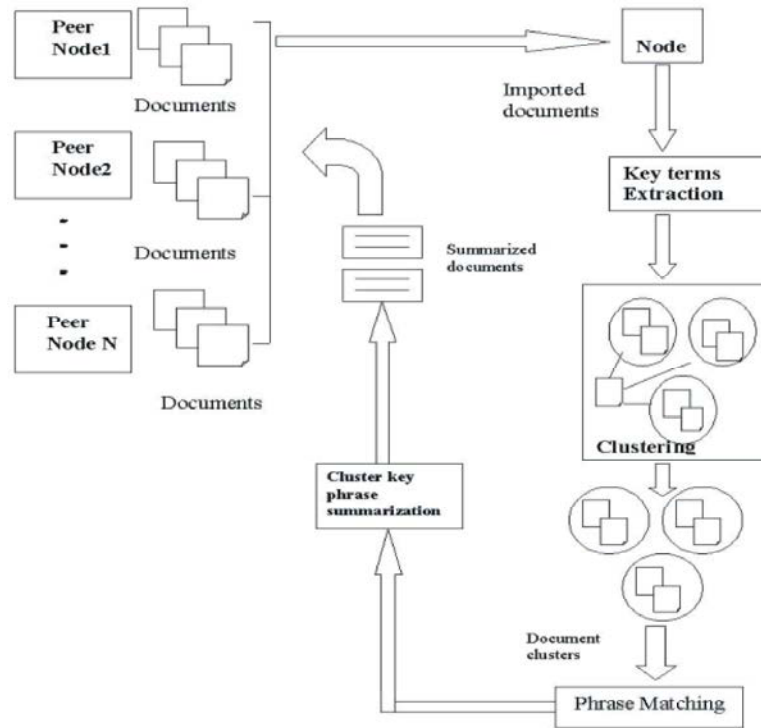 Peer
Node1
Documents
Node
Imported
documents
Peer
Node2
Documents
Key terms
Extraction
Summarized
documents
Peer
Node N
Documents
Clustering
Cluster key
phrase
summarization
Document
clusters
Phrase Matching